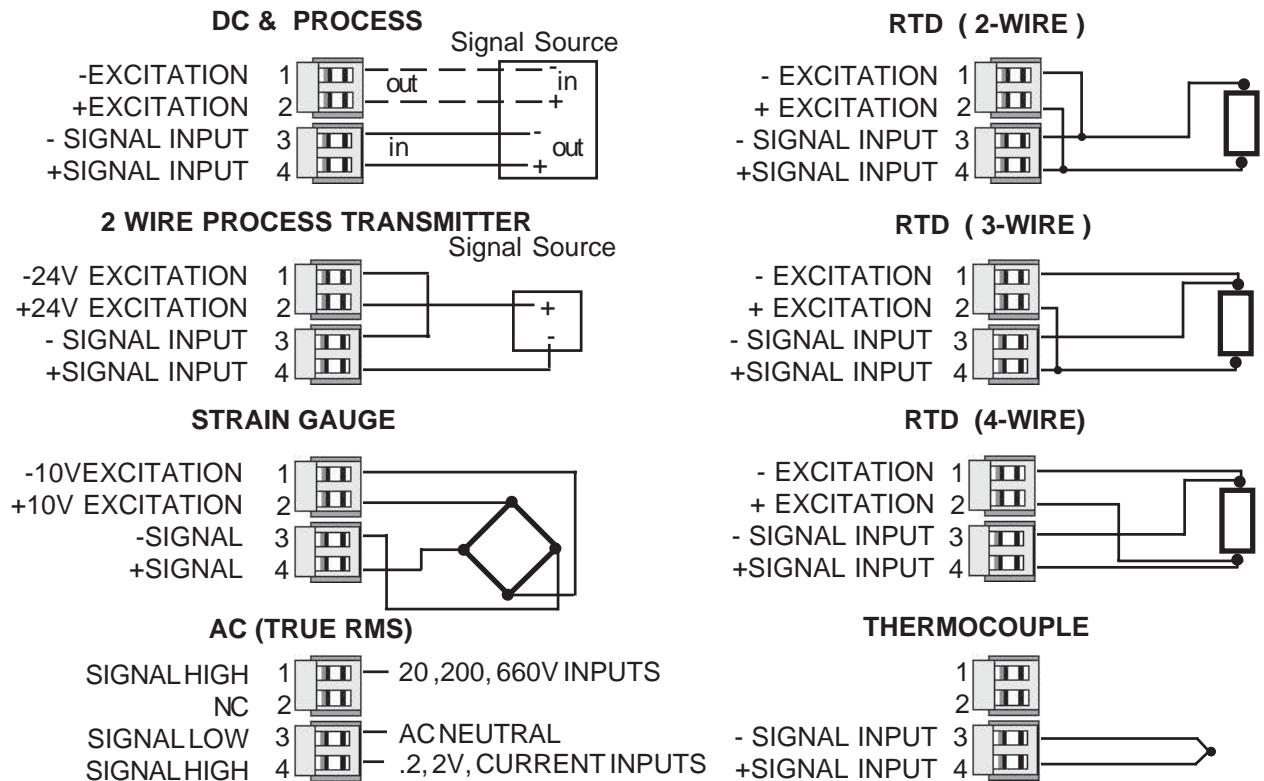 DC & PROCESS
Signal Source
-EXCITATION 1 out - in
+EXCITATION 2 +
- SIGNAL INPUT 3 in - out
+SIGNAL INPUT 4 +
2 WIRE PROCESS TRANSMITTER
Signal Source
-24V EXCITATION 1
+24V EXCITATION 2 +
- SIGNAL INPUT 3 -
+SIGNAL INPUT 4
STRAIN GAUGE
-10VEXCITATION 1
+10V EXCITATION 2
-SIGNAL 3
+SIGNAL 4
AC (TRUE RMS)
SIGNALHIGH 1 20 ,200, 660V INPUTS
NC 2
SIGNALLOW 3 AC NEUTRAL
SIGNALHIGH 4 .2, 2V, CURRENT INPUTS
RTD ( 2-WIRE )
- EXCITATION 1
+ EXCITATION 2
- SIGNAL INPUT 3
+SIGNAL INPUT 4
RTD ( 3-WIRE )
- EXCITATION 1
+ EXCITATION 2
- SIGNAL INPUT 3
+SIGNAL INPUT 4
RTD (4-WIRE)
- EXCITATION 1
+ EXCITATION 2
- SIGNAL INPUT 3
+SIGNAL INPUT 4
THERMOCOUPLE
1
2
- SIGNAL INPUT 3
+SIGNAL INPUT 4